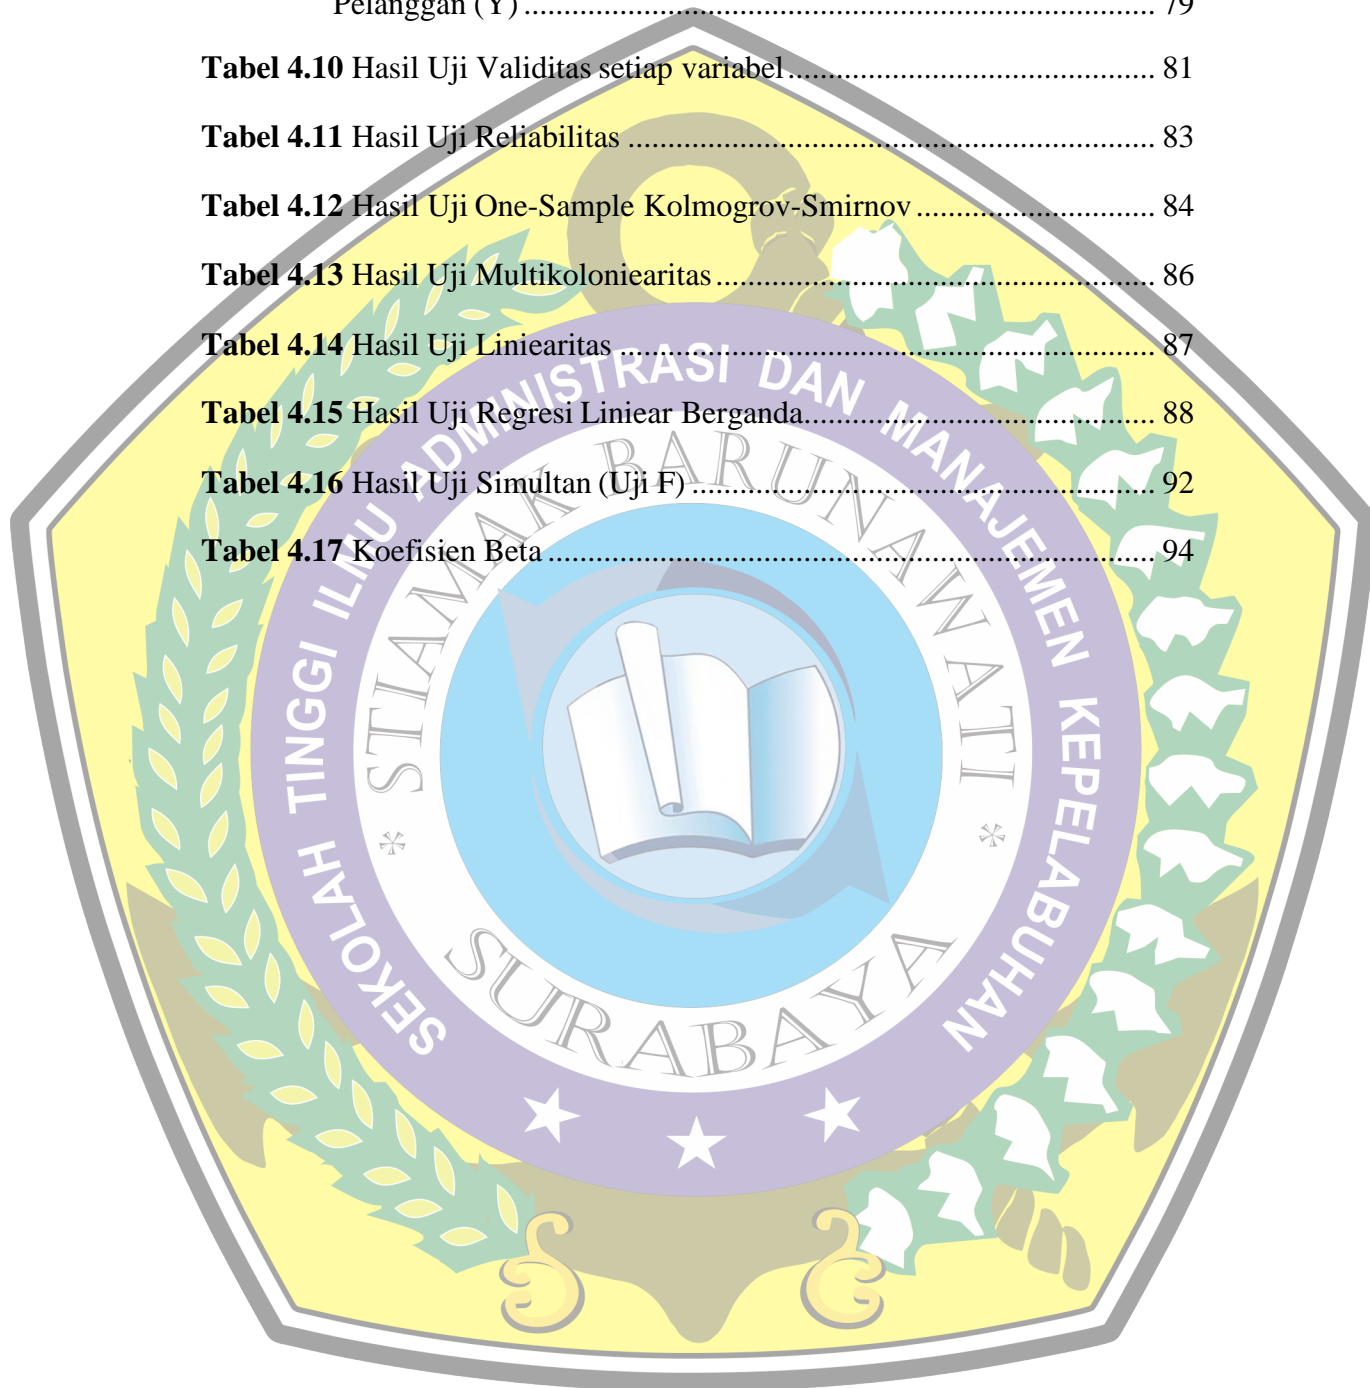 Pelanggan (Y) ............................................................................... 79
Tabel 4.10 Hasil Uji Validitas setiap variabel .............................................. 81
Tabel 4.11 Hasil Uji Reliabilitas .................................................................. 83
Tabel 4.12 Hasil Uji One-Sample Kolmogrov-Smirnov .............................. 84
Tabel 4.13 Hasil Uji Multikoloniearitas ....................................................... 86
Tabel 4.14 Hasil Uji Liniearitas ................................................................... 87
Tabel 4.15 Hasil Uji Regresi Liniear Berganda............................................ 88
Tabel 4.16 Hasil Uji Simultan (Uji F) .......................................................... 92
Tabel 4.17 Koefisien Beta ............................................................................ 94
SEKOLAH TINGGI ILMU ADMINISTRASI DAN MANAJEMEN KEPELABUHAN
STIAMAK BARUNAWATI
SURABAYA